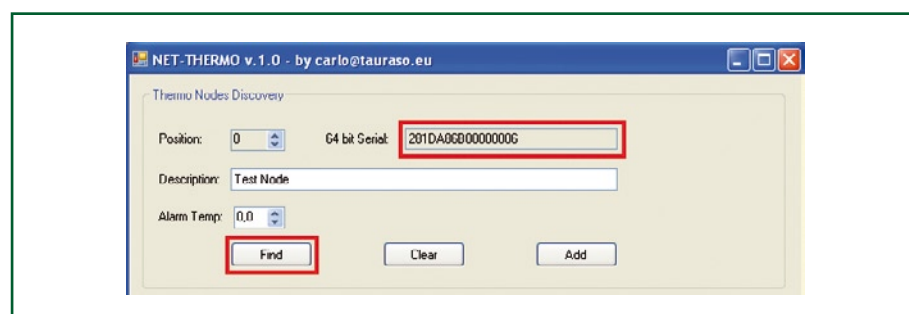 NET-THERMO v.1.0 - by carlo@tauraso.eu
Thermo Nodes Discovery
Position: 0 64 bit Serial: 201DA06B00000006
Description: Test Node
Alarm Temp: 0,0
Find Clear Add